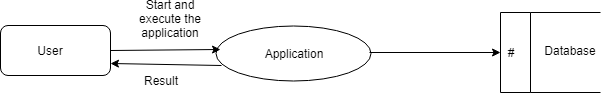 Start and
execute the
application
User
Application
#
Database
Result